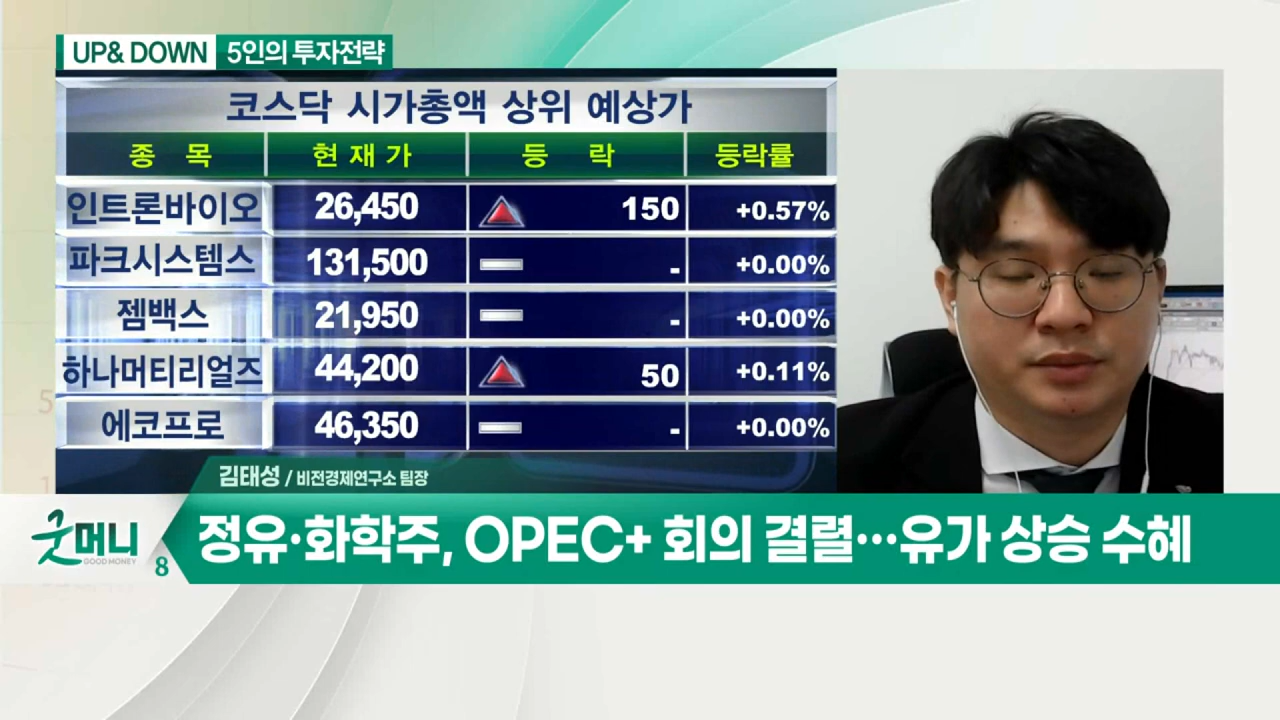 UP& DOWN 5인의 투자전략
코스닥 시가총액 상위 예상가
종 목 현 재 가 등 락 등락률
인트론바이오 26,450 150 +0.57%
파크시스템스 131,500 - +0.00%
젬백스 21,950 - +0.00%
하나머티리얼즈 44,200 50 +0.11%
에코프로 46,350 - +0.00%
김태성 / 비전경제연구소 팀장
굿머니
GOOD MONEY
8
정유·화학주, OPEC+ 회의 결렬…유가 상승 수혜
5
1